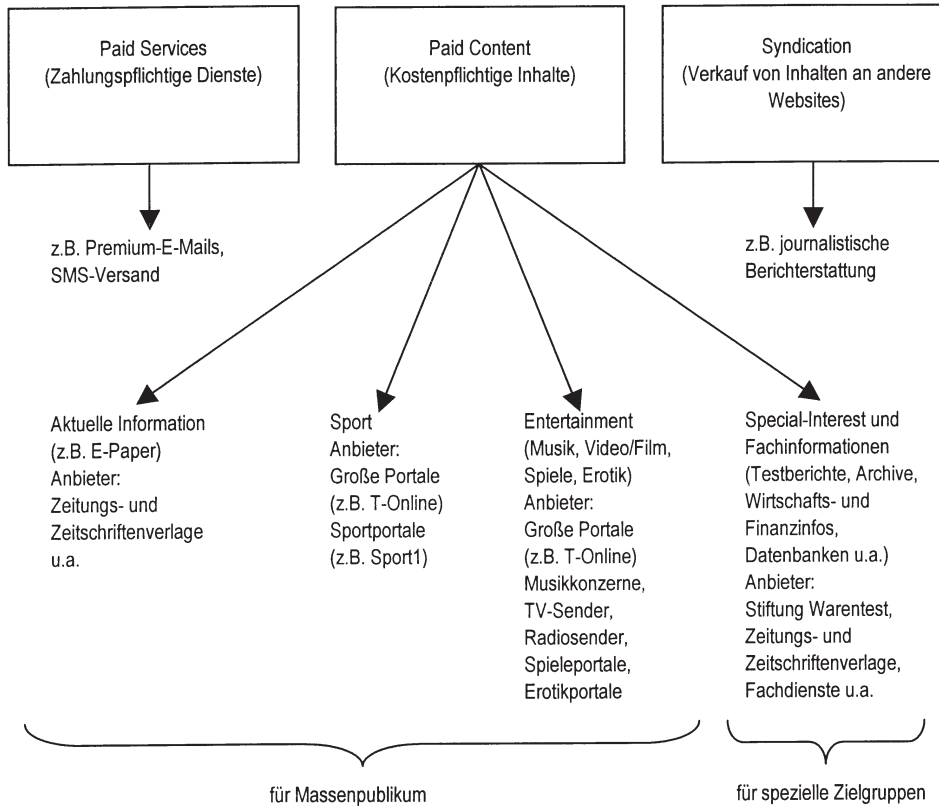 Paid Services
(Zahlungspflichtige Dienste)
Paid Content
(Kostenpflichtige Inhalte)
Syndication
(Verkauf von Inhalten an andere
Websites)
z.B. Premium-E-Mails,
SMS-Versand
z.B. journalistische
Berichterstattung
Aktuelle Information
(z.B. E-Paper)
Anbieter:
Zeitungs- und
Zeitschriftenverlage
u.a.
Sport
Anbieter:
Große Portale
(z.B. T-Online)
Sportportale
(z.B. Sport1)
Entertainment
(Musik, Video/Film,
Spiele, Erotik)
Anbieter:
Große Portale
(z.B. T-Online)
Musikkonzerne,
TV-Sender,
Radiosender,
Spieleportale,
Erotikportale
Special-Interest und
Fachinformationen
(Testberichte, Archive,
Wirtschafts- und
Finanzinfos,
Datenbanken u.a.)
Anbieter:
Stiftung Warentest,
Zeitungs- und
Zeitschriftenverlage,
Fachdienste u.a.
für Massenpublikum
für spezielle Zielgruppen